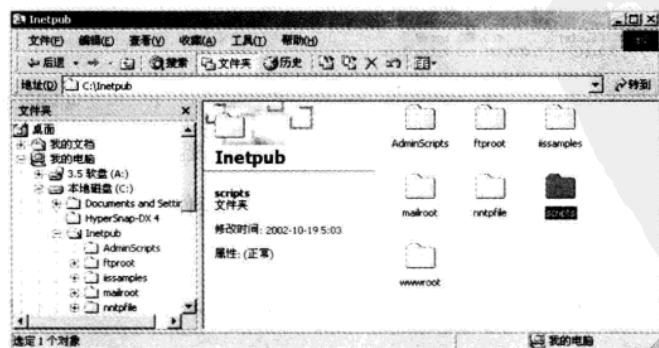 Inetpub
文件(F) 编辑(E) 查看(V) 收藏(A) 工具(T) 帮助(H)
后退 搜索 文件夹 历史
地址(D) C:\Inetpub 转到
文件夹
桌面
我的文档
我的电脑
3.5 软盘 (A:)
本地磁盘 (C:)
Documents and Settir
HyperSnap-DX 4
Inetpub
AdminScripts
ftproot
iissamples
mailroot
nntpfile
Inetpub
scripts
文件夹
修改时间: 2002-10-19 5:03
属性: (正常)
AdminScripts ftproot iissamples
mailroot nntpfile scripts
wwwroot
选定 1 个对象 我的电脑